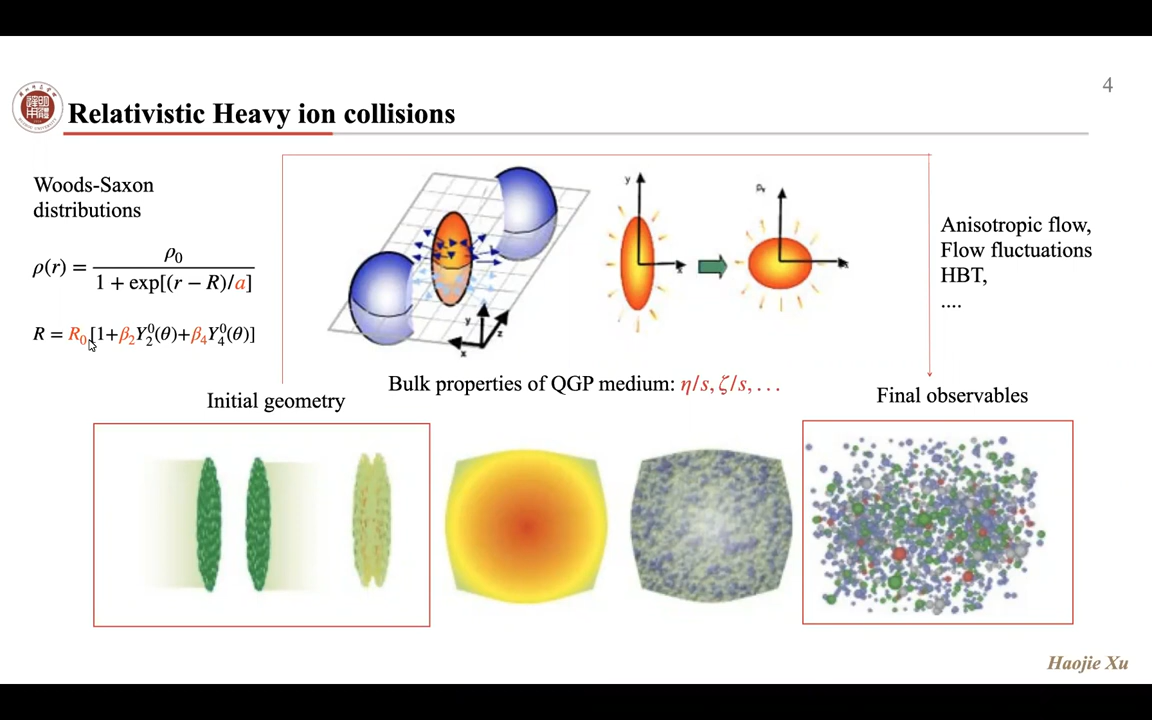 4
Relativistic Heavy ion collisions
Woods-Saxon
distributions
ρ(r) = ρ₀ / (1 + exp[(r − R)/a])
R = R₀[1+β₂Y₂⁰(θ)+β₄Y₄⁰(θ)]
y
z
x
y
x
Pᵧ
Anisotropic flow,
Flow fluctuations
HBT,
....
Bulk properties of QGP medium: η/s, ζ/s, . . .
Initial geometry
Final observables
Haojie Xu